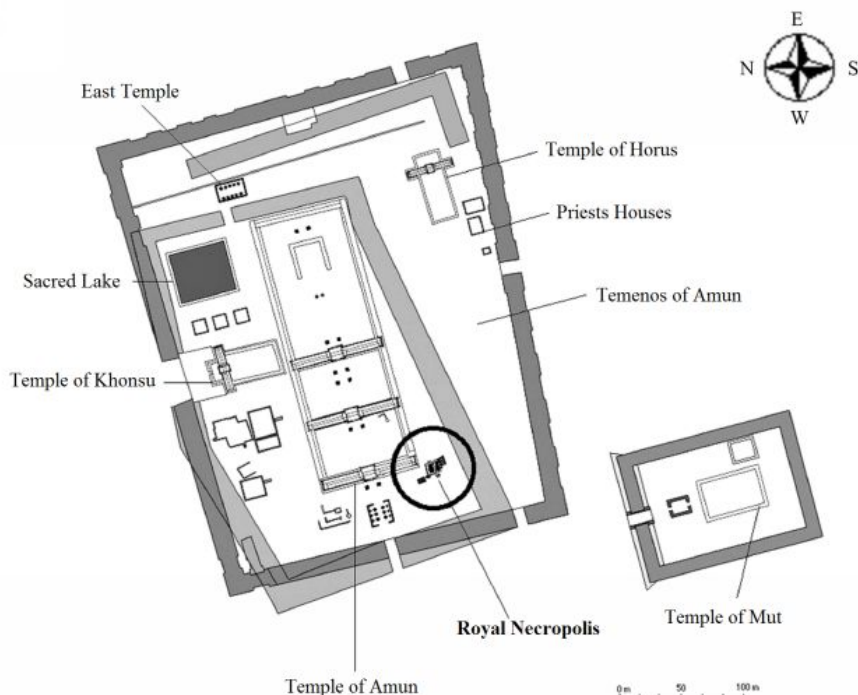 E
N
S
W
East Temple
Temple of Horus
Priests Houses
Sacred Lake
Temenos of Amun
Temple of Khonsu
Temple of Mut
Royal Necropolis
Temple of Amun
0 m 50 100 m